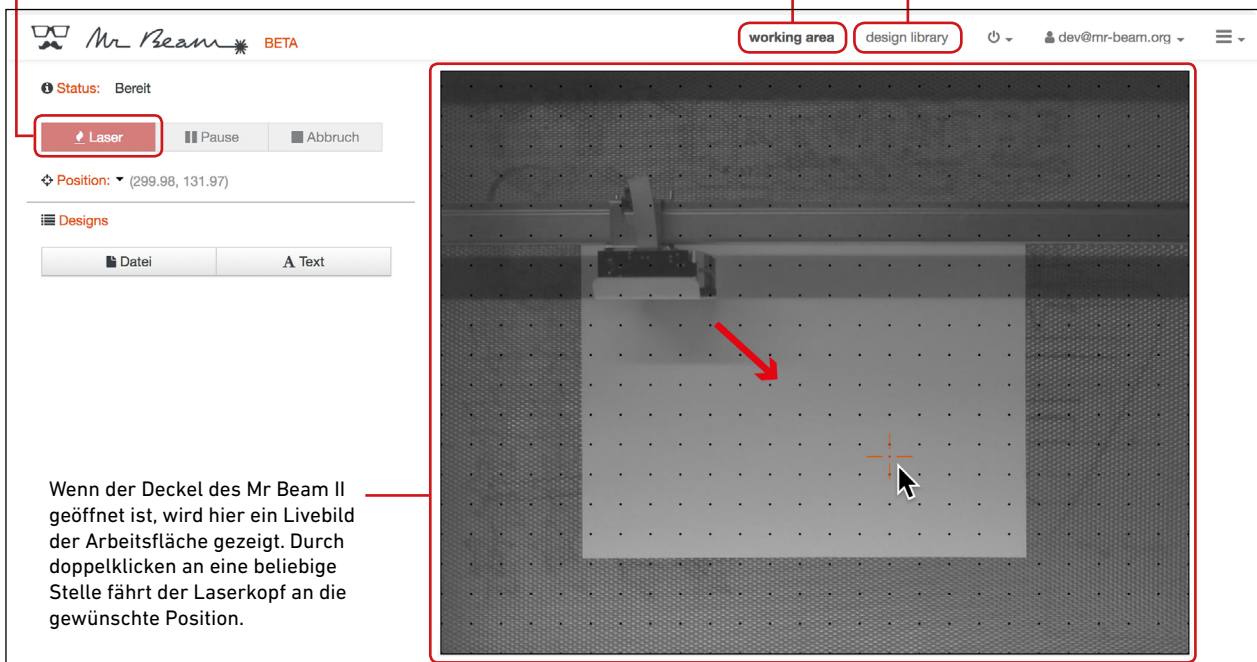 Mr Beam BETA
working area design library dev@mr-beam.org
Status: Bereit
Laser Pause Abbruch
Position: (299.98, 131.97)
Designs
Datei A Text
Wenn der Deckel des Mr Beam II
geöffnet ist, wird hier ein Livebild
der Arbeitsfläche gezeigt. Durch
doppelklicken an eine beliebige
Stelle fährt der Laserkopf an die
gewünschte Position.